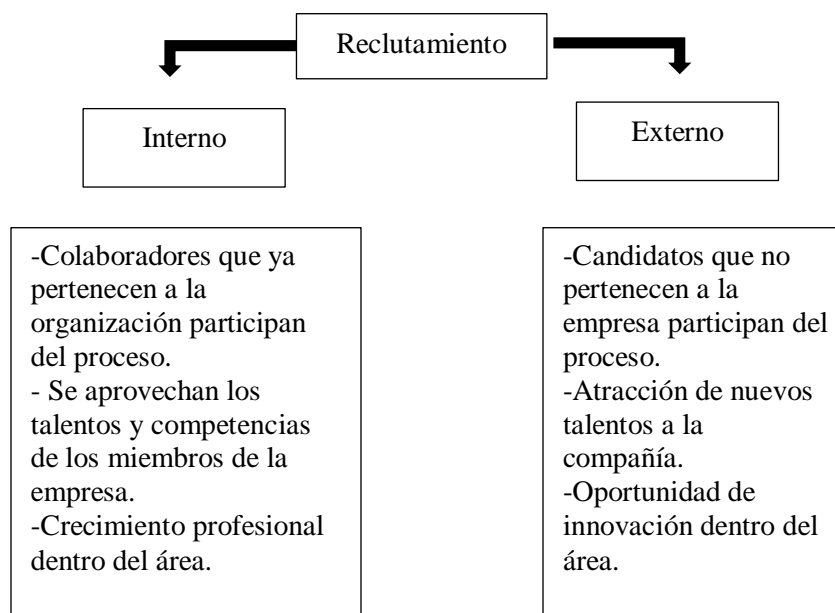 Reclutamiento
Interno
Externo
-Colaboradores que ya
pertenecen a la
organización participan
del proceso.
- Se aprovechan los
talentos y competencias
de los miembros de la
empresa.
-Crecimiento profesional
dentro del área.
-Candidatos que no
pertenecen a la
empresa participan del
proceso.
-Atracción de nuevos
talentos a la
compañía.
-Oportunidad de
innovación dentro del
área.